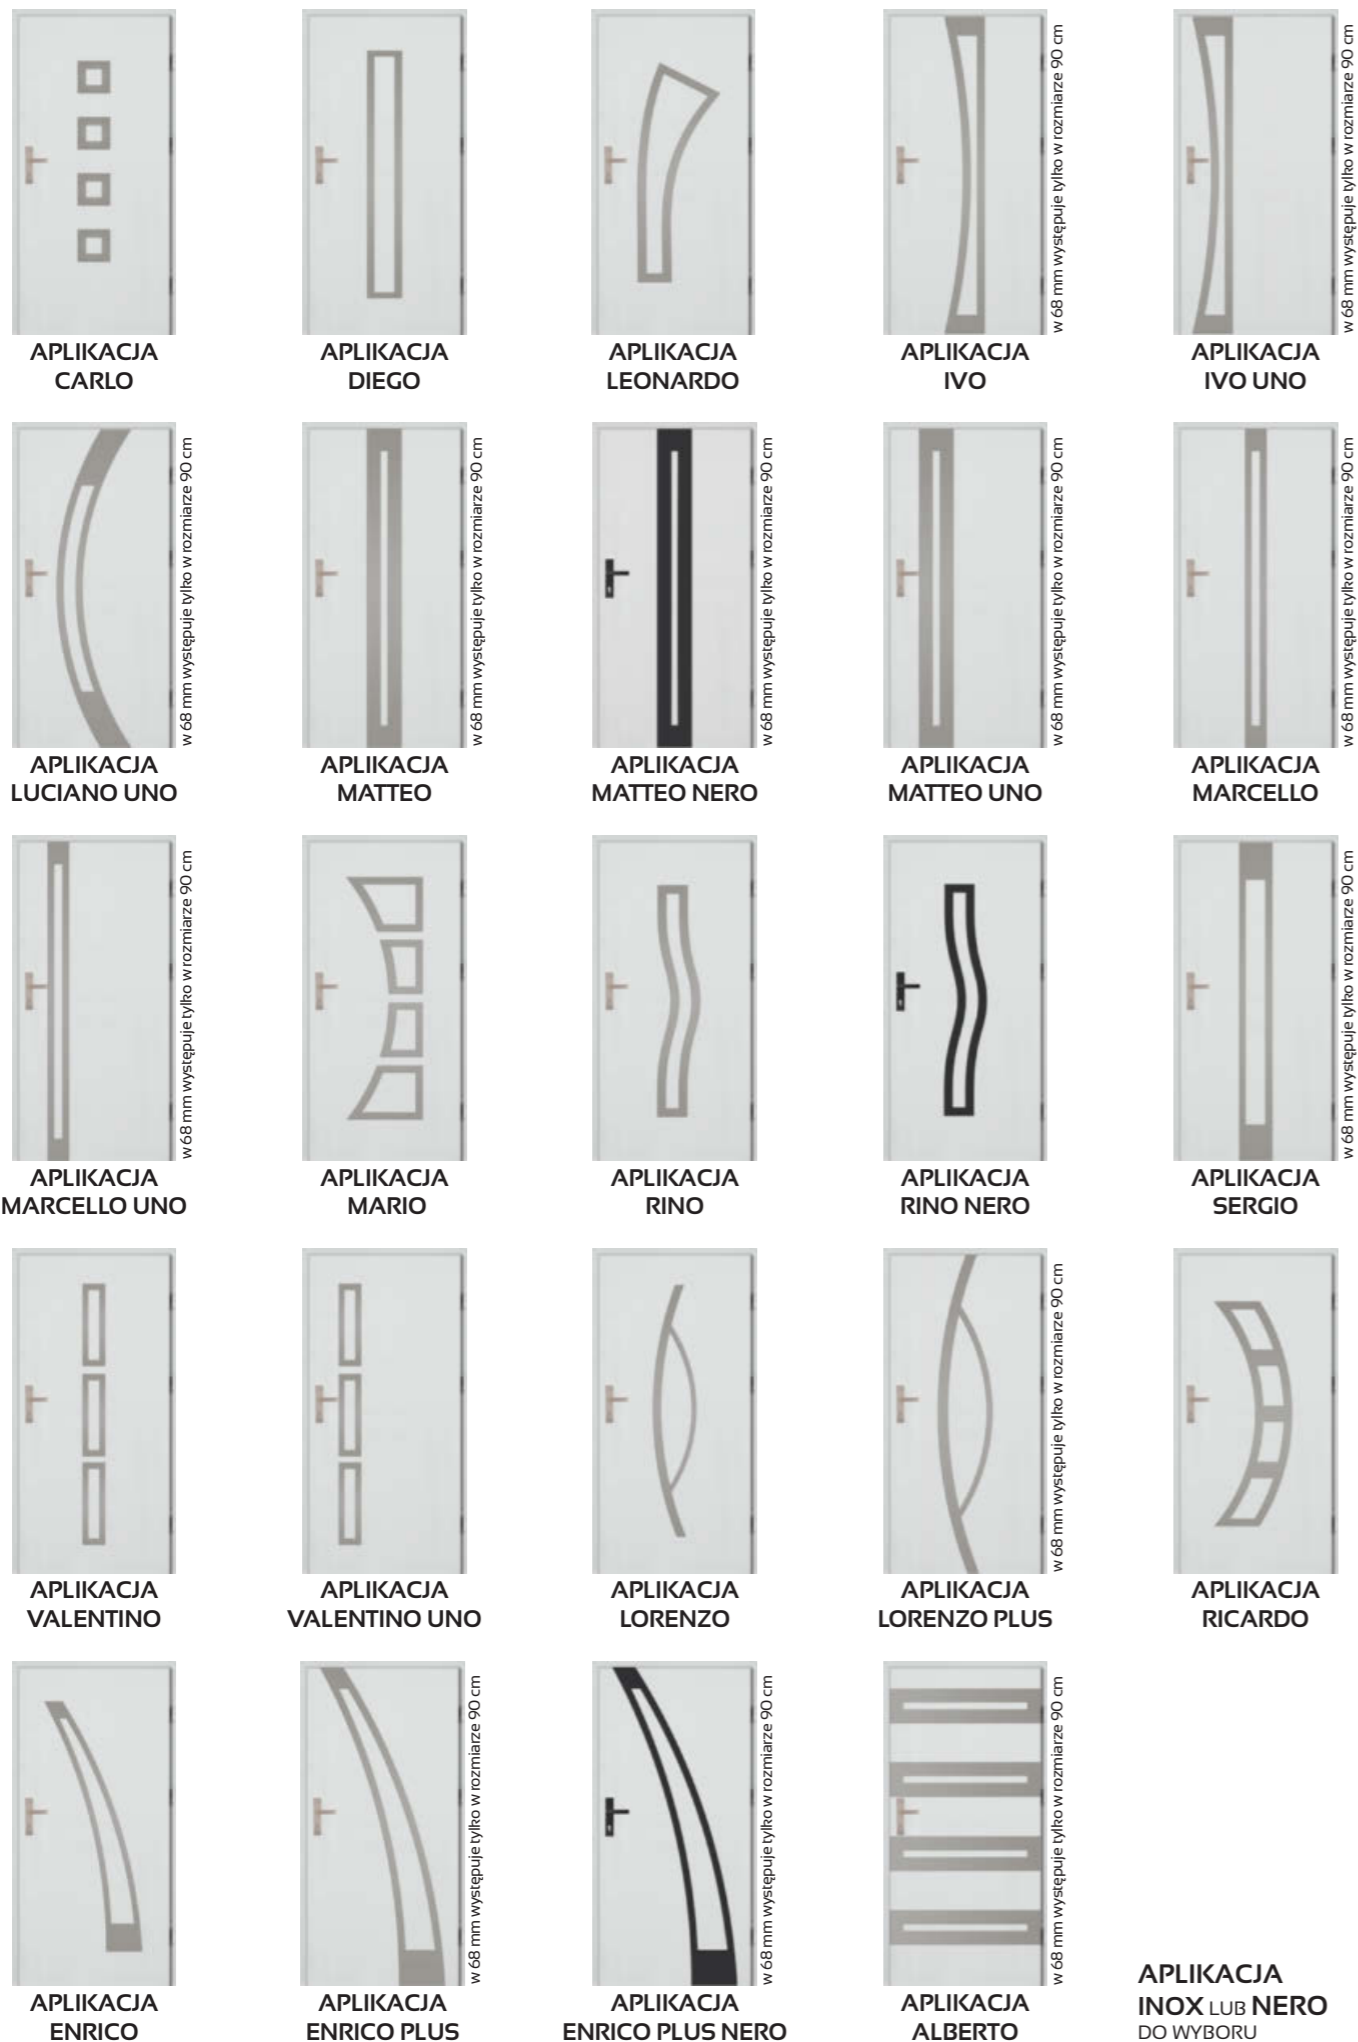 w 68 mm występuje tylko w rozmiarze 90 cm
w 68 mm występuje tylko w rozmiarze 90 cm
APLIKACJA
CARLO
APLIKACJA
DIEGO
APLIKACJA
LEONARDO
APLIKACJA
IVO
APLIKACJA
IVO UNO
w 68 mm występuje tylko w rozmiarze 90 cm
w 68 mm występuje tylko w rozmiarze 90 cm
w 68 mm występuje tylko w rozmiarze 90 cm
w 68 mm występuje tylko w rozmiarze 90 cm
w 68 mm występuje tylko w rozmiarze 90 cm
APLIKACJA
LUCIANO UNO
APLIKACJA
MATTEO
APLIKACJA
MATTEO NERO
APLIKACJA
MATTEO UNO
APLIKACJA
MARCELLO
w 68 mm występuje tylko w rozmiarze 90 cm
w 68 mm występuje tylko w rozmiarze 90 cm
APLIKACJA
MARCELLO UNO
APLIKACJA
MARIO
APLIKACJA
RINO
APLIKACJA
RINO NERO
APLIKACJA
SERGIO
w 68 mm występuje tylko w rozmiarze 90 cm
APLIKACJA
VALENTINO
APLIKACJA
VALENTINO UNO
APLIKACJA
LORENZO
APLIKACJA
LORENZO PLUS
APLIKACJA
RICARDO
w 68 mm występuje tylko w rozmiarze 90 cm
w 68 mm występuje tylko w rozmiarze 90 cm
w 68 mm występuje tylko w rozmiarze 90 cm
APLIKACJA
ENRICO
APLIKACJA
ENRICO PLUS
APLIKACJA
ENRICO PLUS NERO
APLIKACJA
ALBERTO
APLIKACJA
INOX LUB NERO
DO WYBORU